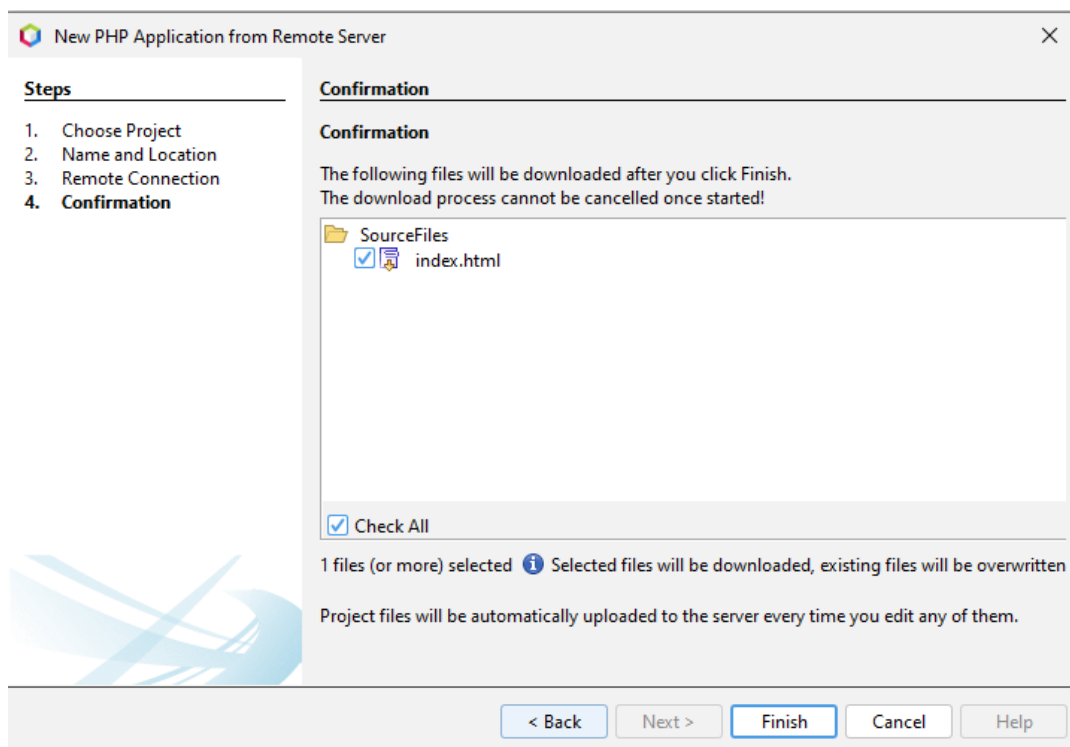 New PHP Application from Remote Server
Steps
1. Choose Project
2. Name and Location
3. Remote Connection
4. Confirmation
Confirmation
Confirmation
The following files will be downloaded after you click Finish.
The download process cannot be cancelled once started!
SourceFiles
index.html
Check All
1 files (or more) selected Selected files will be downloaded, existing files will be overwritten
Project files will be automatically uploaded to the server every time you edit any of them.
< Back Next > Finish Cancel Help